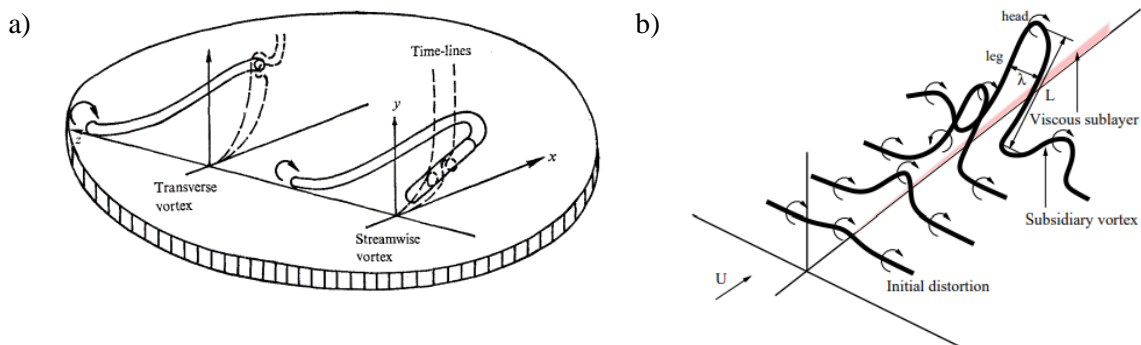 a)
Time-lines
y
z
x
Transverse
vortex
Streamwise
vortex
b)
head
leg
λ
L
Viscous sublayer
Subsidiary vortex
U
Initial distortion